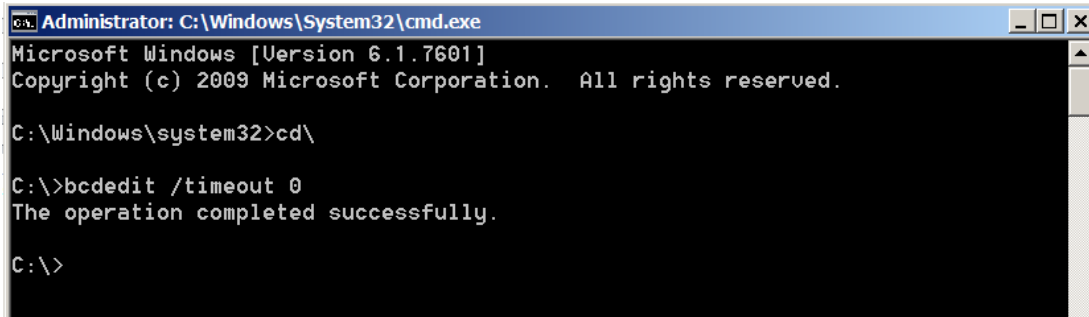 Administrator: C:\Windows\System32\cmd.exe
Microsoft Windows [Version 6.1.7601]
Copyright (c) 2009 Microsoft Corporation.  All rights reserved.
C:\Windows\system32>cd\
C:\>bcdedit /timeout 0
The operation completed successfully.
C:\>